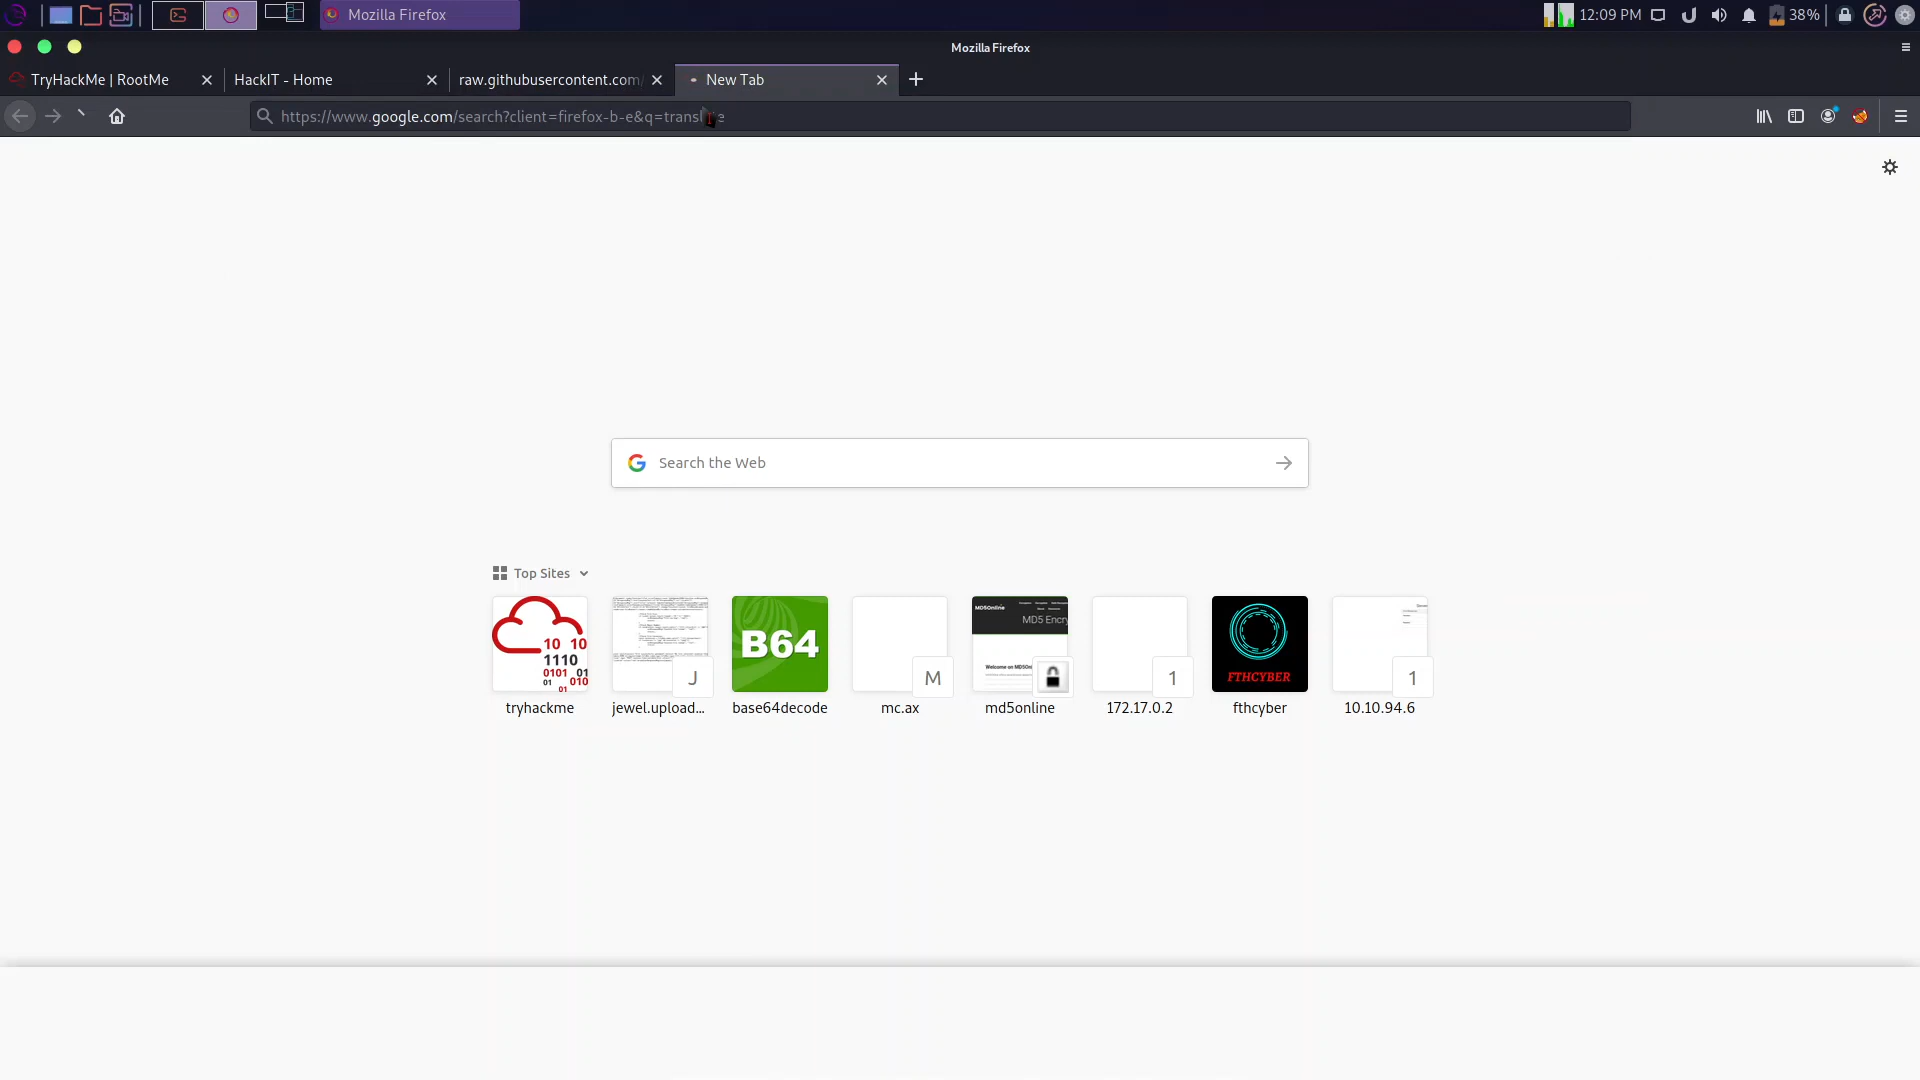 Mozilla Firefox
12:09 PM
38%
Mozilla Firefox
TryHackMe | RootMe
HackIT - Home
raw.githubusercontent.com/
New Tab
https://www.google.com/search?client=firefox-b-e&q=translate
Search the Web
Top Sites
10 10
1110
0101 01
01 010
01
J
B64
M
MD5Online
MD5 Encry
1
FTHCYBER
1
tryhackme
jewel.upload...
base64decode
mc.ax
md5online
172.17.0.2
fthcyber
10.10.94.6